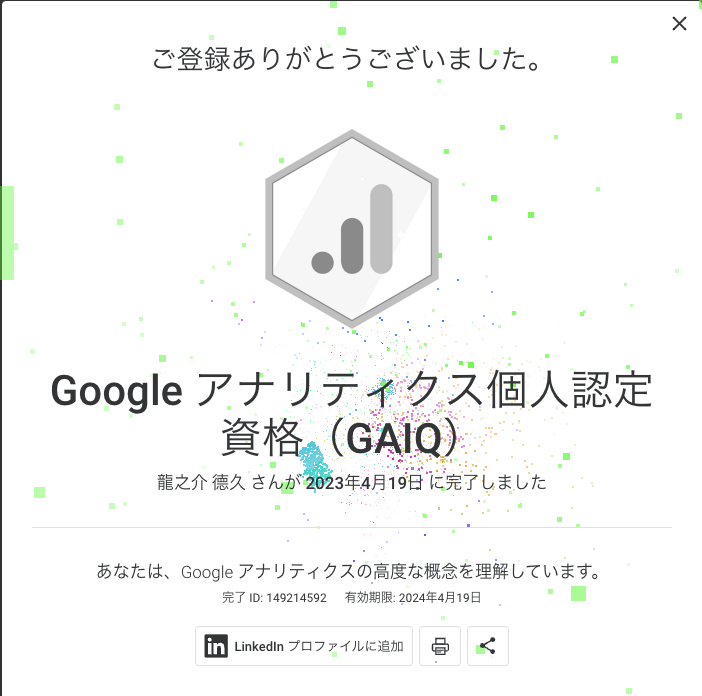 ご登録ありがとうございました。
Google アナリティクス個人認定
資格（GAIQ）
龍之介 德久 さんが 2023年4月19日 に完了しました
あなたは、Google アナリティクスの高度な概念を理解しています。
完了 ID: 149214592 有効期限: 2024年4月19日
in LinkedIn プロファイルに追加